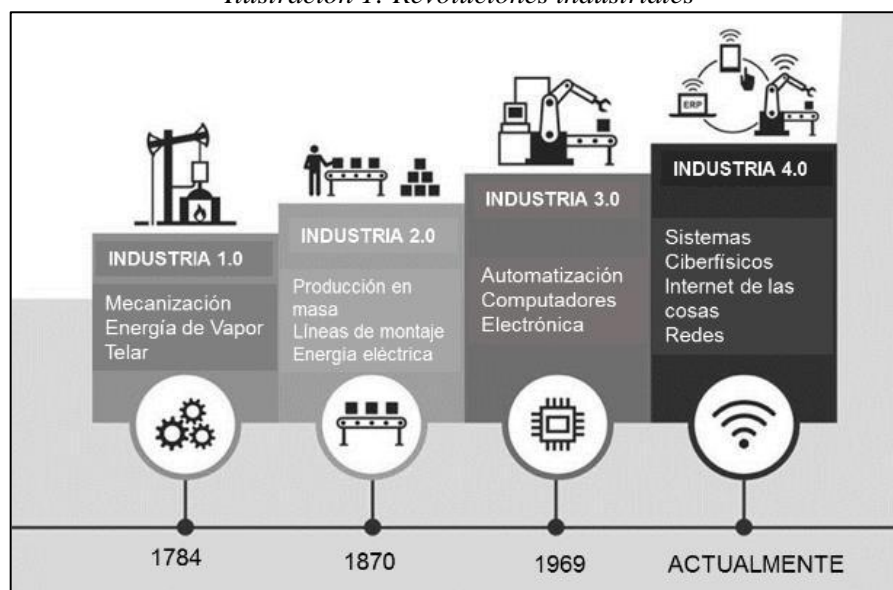 Ilustración 1: Revoluciones industriales
ERP
INDUSTRIA 1.0
Mecanización
Energía de Vapor
Telar
INDUSTRIA 2.0
Producción en
masa
Líneas de montaje
Energia eléctrica
INDUSTRIA 3.0
Automatización
Computadores
Electrónica
INDUSTRIA 4.0
Sistemas
Ciberfísicos
Internet de las
cosas
Redes
1784
1870
1969
ACTUALMENTE